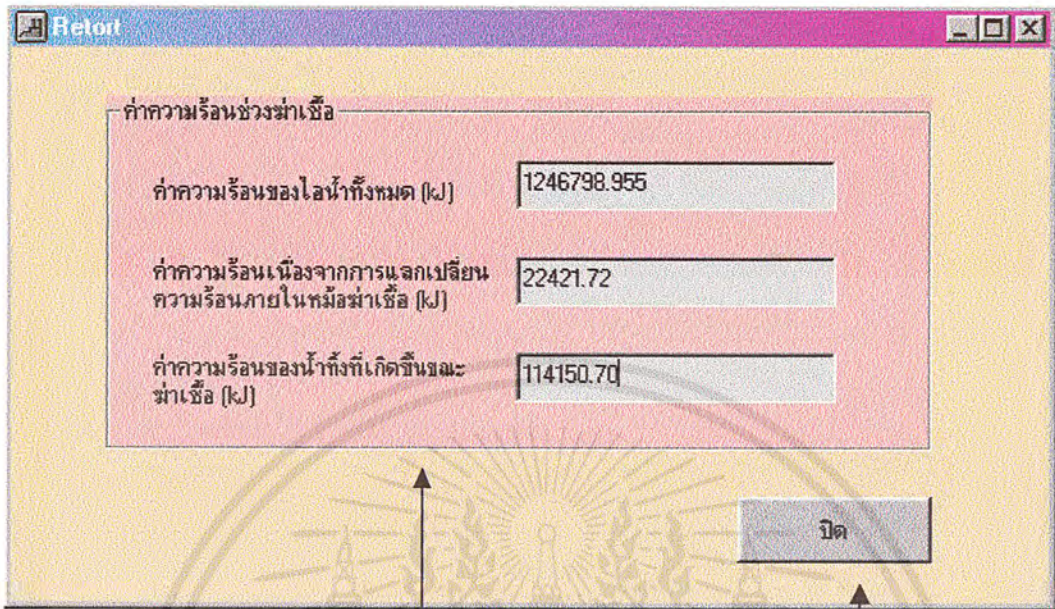 Retort
ค่าความร้อนช่วงฆ่าเชื้อ
ค่าความร้อนของไอน้ำทั้งหมด (kJ)
1246798.955
ค่าความร้อนเนื่องจากการแลกเปลี่ยน
ความร้อนภายในหม้อฆ่าเชื้อ (kJ)
22421.72
ค่าความร้อนของน้ำทิ้งที่เกิดขึ้นขณะ
ฆ่าเชื้อ (kJ)
114150.70
ปิด